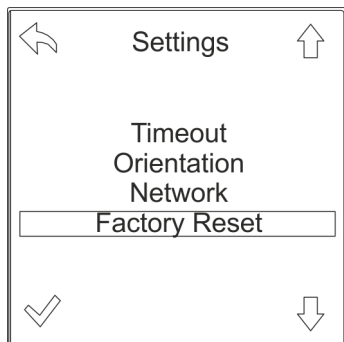 Settings
Timeout
Orientation
Network
Factory Reset